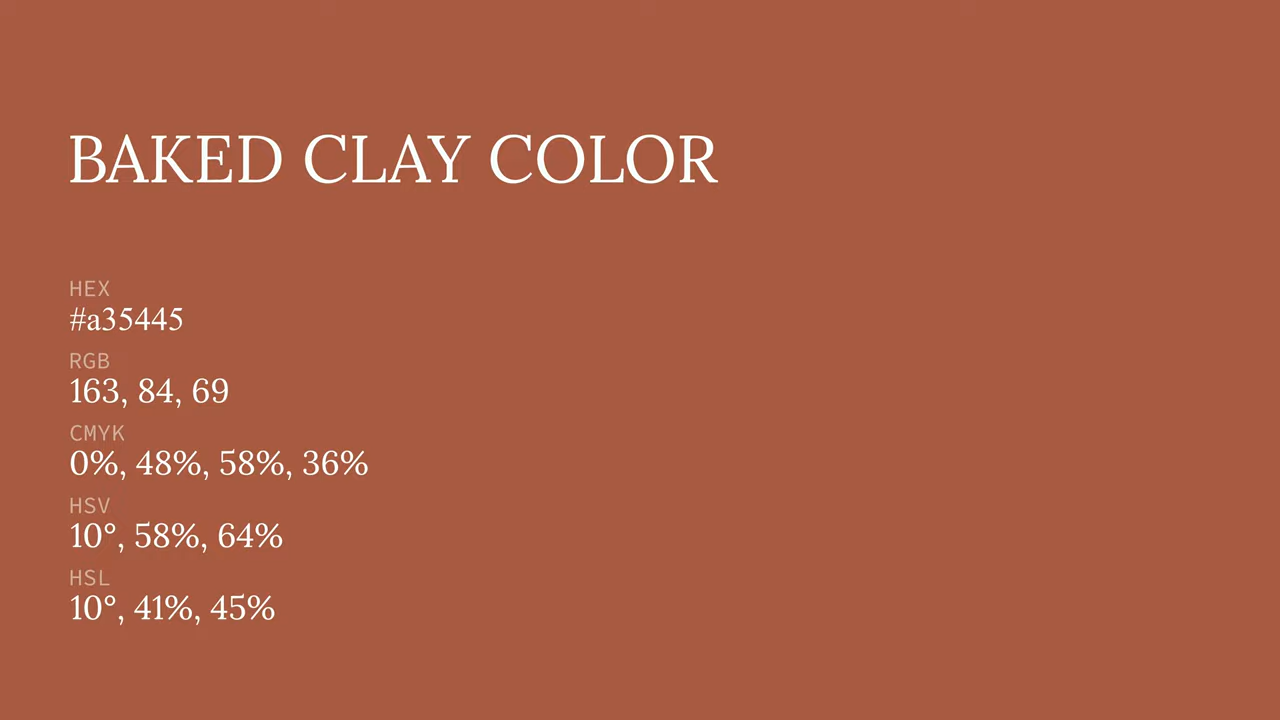 BAKED CLAY COLOR
HEX
#a35445
RGB
163, 84, 69
CMYK
0%, 48%, 58%, 36%
HSV
10°, 58%, 64%
HSL
10°, 41%, 45%